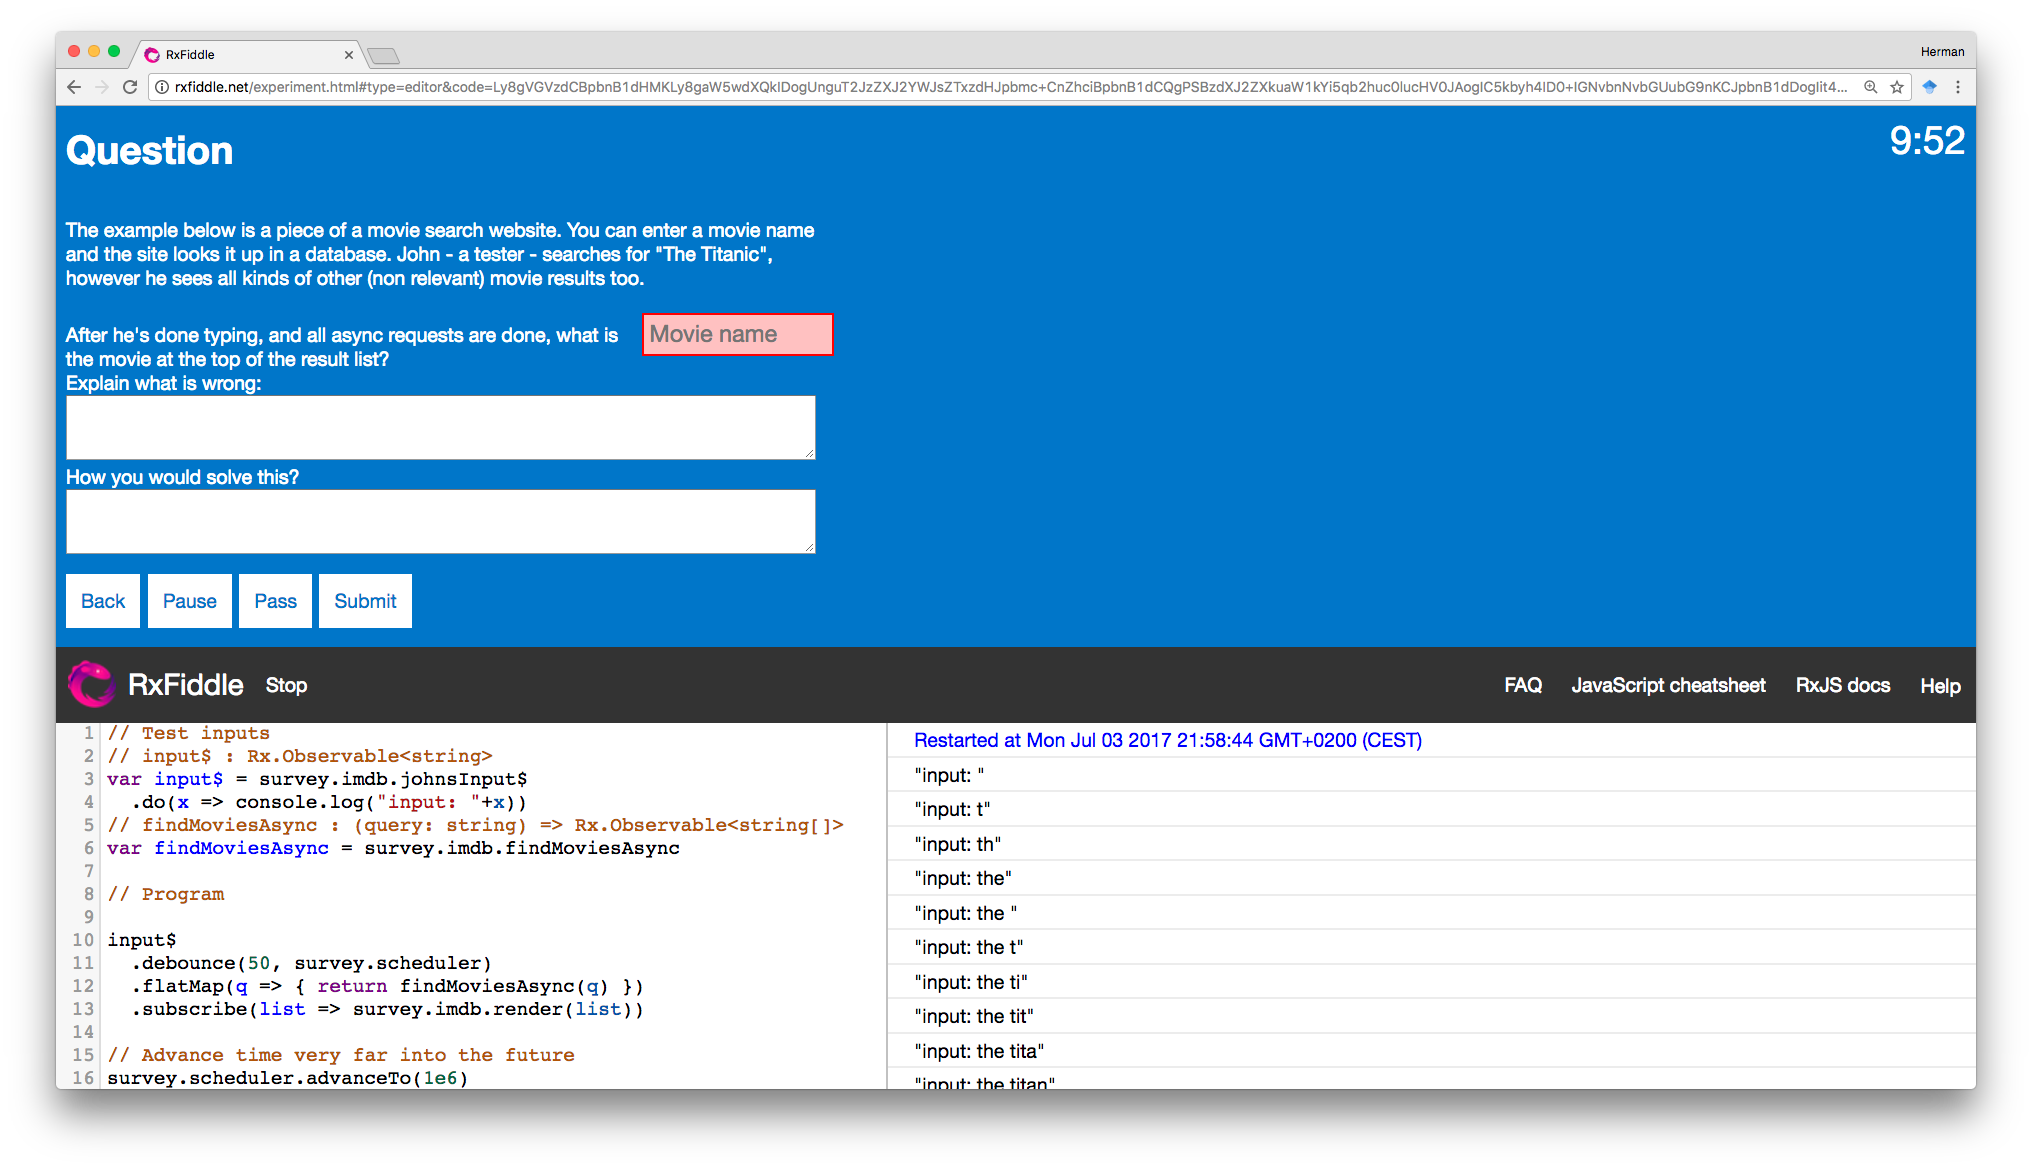 RxFiddle
Herman
rxfiddle.net/experiment.html#type=editor&code=Ly8gVGVzdCBpbnB1dHMKLy8gaW5wdXQkIDogUnguT2JzZXJ2YWJsZTxzdHJpbmc+CnZhciBpbnB1dCQgPSBzdXJ2ZXkuaW1kYi5qb2huc0lucHV0JAogIC5kbyh4ID0+IGNvbnNvbGUubG9nKCJpbnB1dDogIit4...
Question
9:52
The example below is a piece of a movie search website. You can enter a movie name
and the site looks it up in a database. John - a tester - searches for "The Titanic",
however he sees all kinds of other (non relevant) movie results too.
After he's done typing, and all async requests are done, what is
the movie at the top of the result list?
Movie name
Explain what is wrong:
How you would solve this?
Back Pause Pass Submit
RxFiddle Stop FAQ JavaScript cheatsheet RxJS docs Help
1 // Test inputs
2 // input$ : Rx.Observable<string>
3 var input$ = survey.imdb.johnsInput$
4 .do(x => console.log("input: "+x))
5 // findMoviesAsync : (query: string) => Rx.Observable<string[]>
6 var findMoviesAsync = survey.imdb.findMoviesAsync
7
8 // Program
9
10 input$
11 .debounce(50, survey.scheduler)
12 .flatMap(q => { return findMoviesAsync(q) })
13 .subscribe(list => survey.imdb.render(list))
14
15 // Advance time very far into the future
16 survey.scheduler.advanceTo(1e6)
Restarted at Mon Jul 03 2017 21:58:44 GMT+0200 (CEST)
"input: "
"input: t"
"input: th"
"input: the"
"input: the "
"input: the t"
"input: the ti"
"input: the tit"
"input: the tita"
"input: the titan"